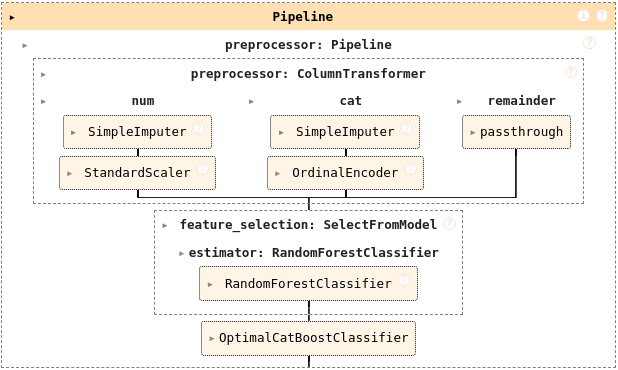 Pipeline
preprocessor: Pipeline
preprocessor: ColumnTransformer
num cat remainder
SimpleImputer SimpleImputer passthrough
StandardScaler OrdinalEncoder
feature_selection: SelectFromModel
estimator: RandomForestClassifier
RandomForestClassifier
OptimalCatBoostClassifier